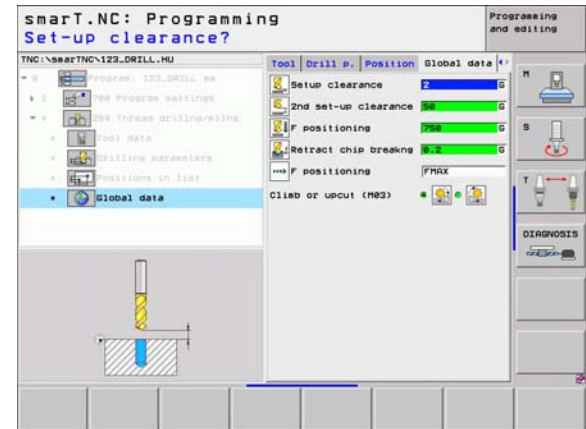 smarT.NC: Programming
Set-up clearance?
Programming and editing
TNC:\smarTNC\123_DRILL.HU
0 Program: 123_DRILL mm
1 700 Program settings
284 Thread drilling/milling
Tool data
Drilling parameters
Positions in list
Global data
Tool Drill p. Position Global data
Setup clearance 2 G
2nd set-up clearance 50 G
F positioning 750 G
Retract chip breakng 0.2 G
F positioning FMAX
Climb or upcut (M03)
M
S
T
DIAGNOSIS